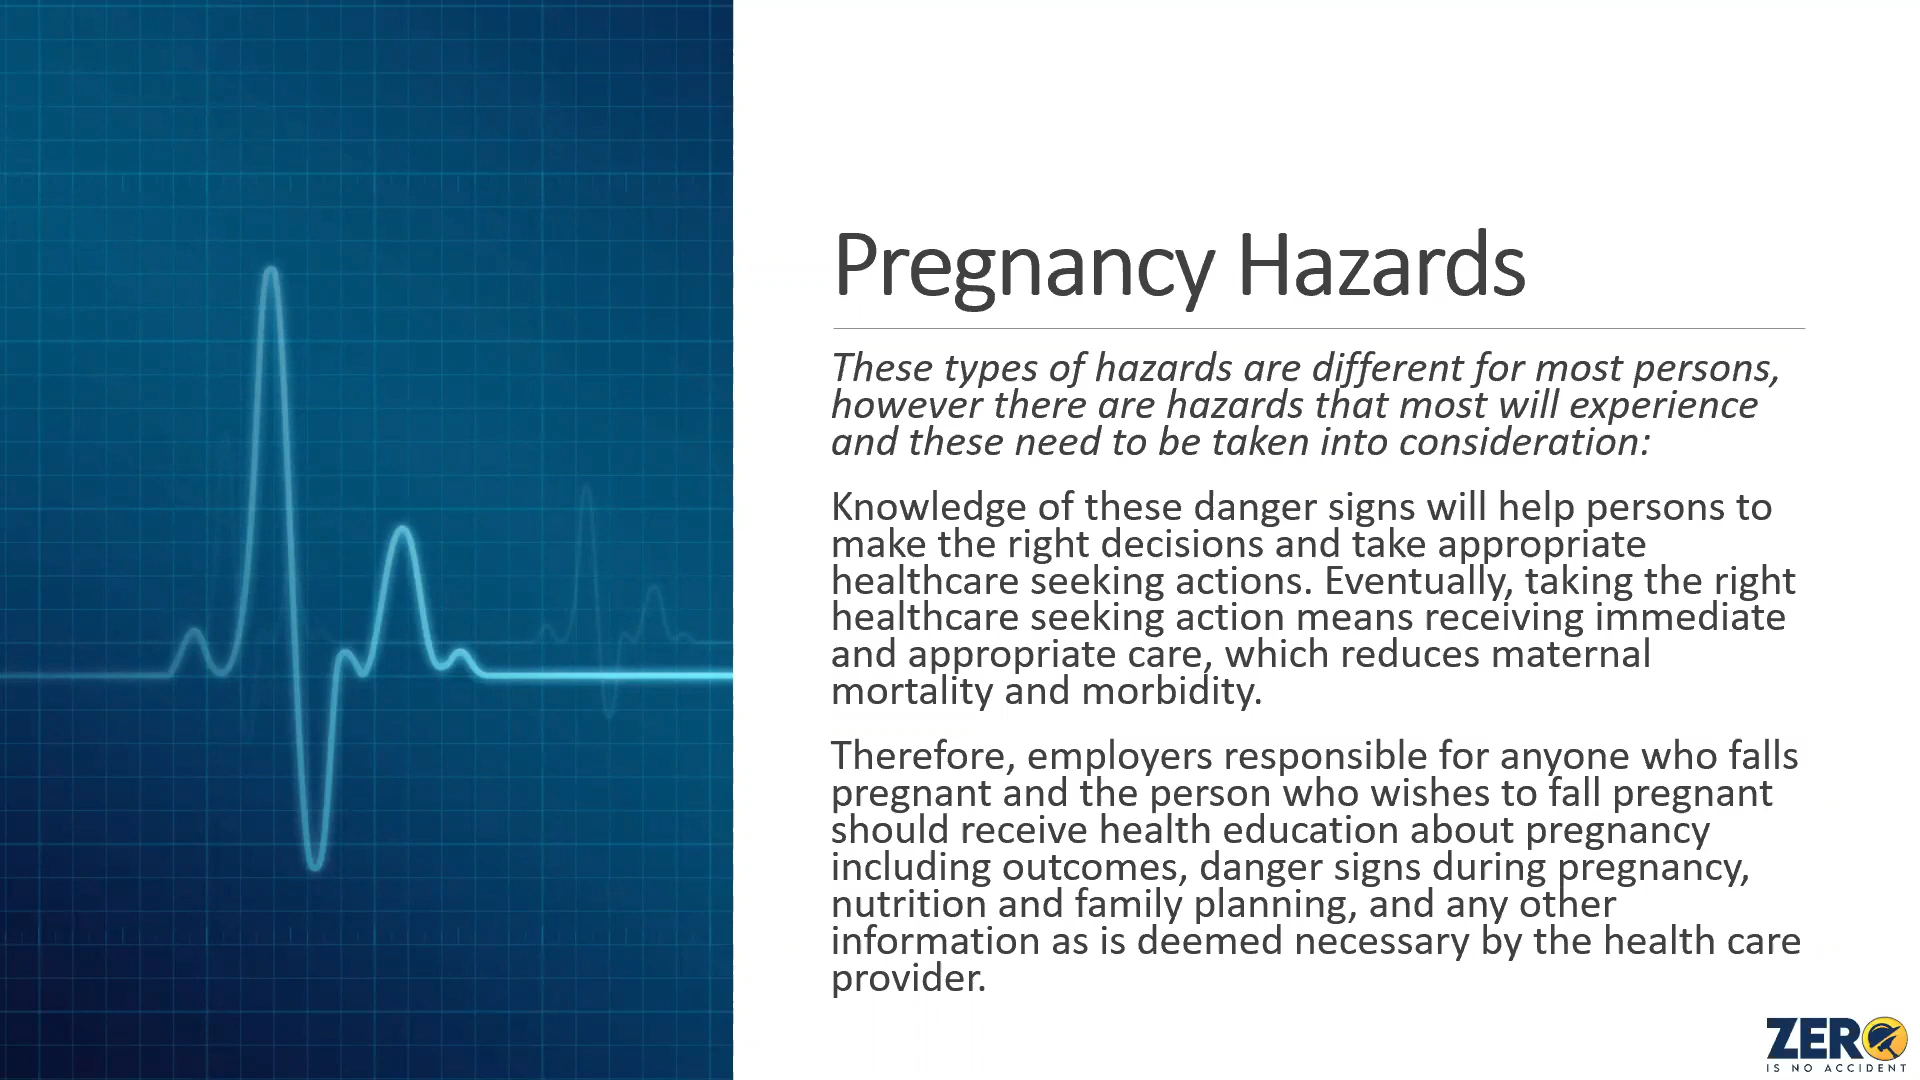 Pregnancy Hazards
These types of hazards are different for most persons,
however there are hazards that most will experience
and these need to be taken into consideration:
Knowledge of these danger signs will help persons to
make the right decisions and take appropriate
healthcare seeking actions. Eventually, taking the right
healthcare seeking action means receiving immediate
and appropriate care, which reduces maternal
mortality and morbidity.
Therefore, employers responsible for anyone who falls
pregnant and the person who wishes to fall pregnant
should receive health education about pregnancy
including outcomes, danger signs during pregnancy,
nutrition and family planning, and any other
information as is deemed necessary by the health care
provider.
ZERO
IS NO ACCIDENT